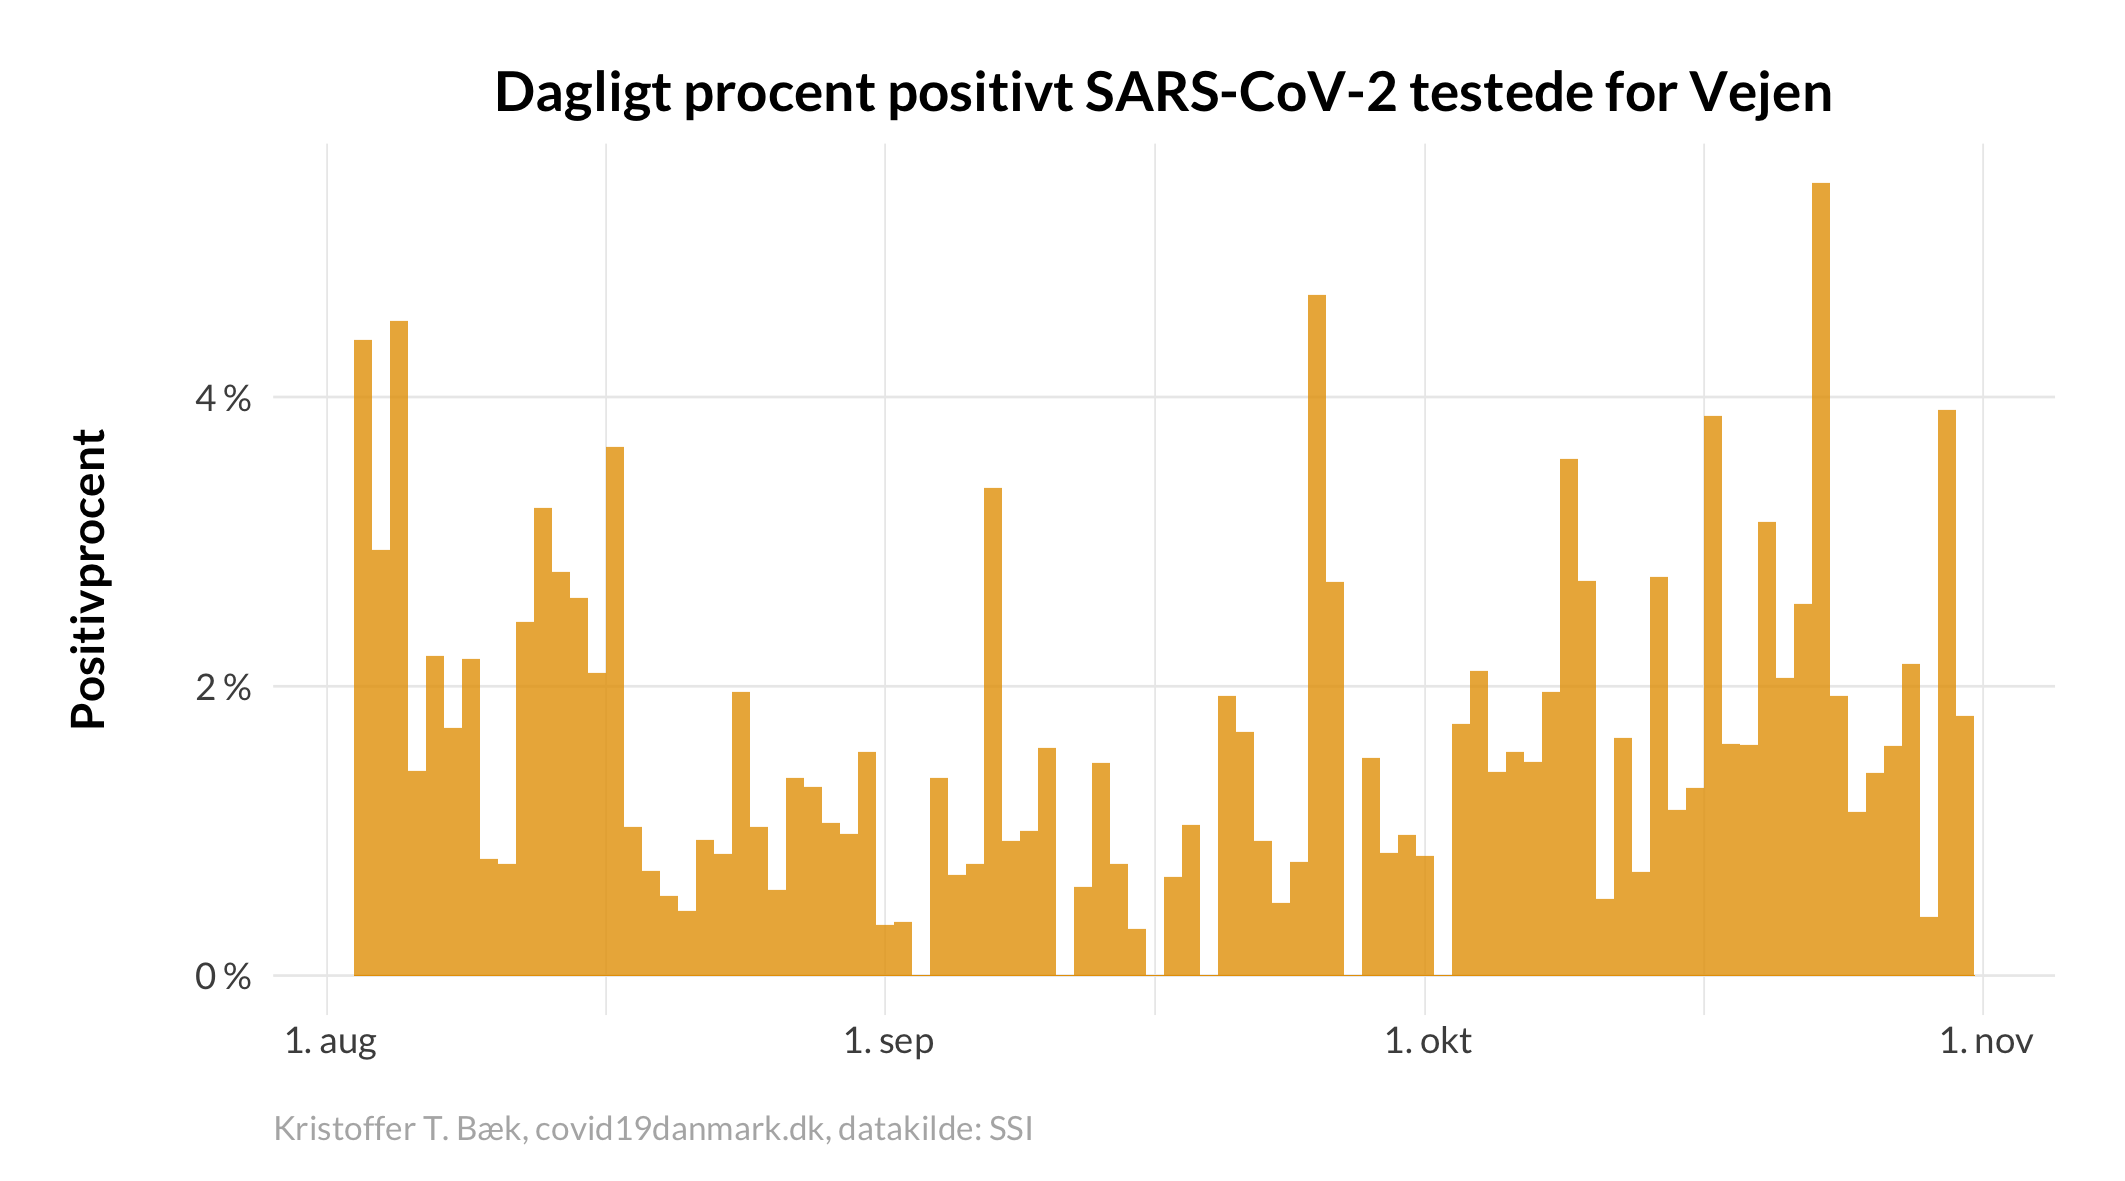 Dagligt procent positivt SARS-CoV-2 testede for Vejen
Positivprocent
4 %
2 %
0 %
1. aug
1. sep
1. okt
1. nov
Kristoffer T. Bæk, covid19danmark.dk, datakilde: SSI